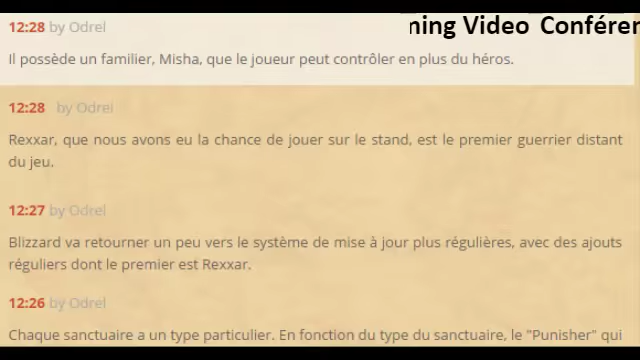 ning Video Conféren
12:28 by Odrel
Il possède un familier, Misha, que le joueur peut contrôler en plus du héros.
12:28 by Odrel
Rexxar, que nous avons eu la chance de jouer sur le stand, est le premier guerrier distant
du jeu.
12:27 by Odrel
Blizzard va retourner un peu vers le système de mise à jour plus régulières, avec des ajouts
réguliers dont le premier est Rexxar.
12:26 by Odrel
Chaque sanctuaire a un type particulier. En fonction du type du sanctuaire, le "Punisher" qui